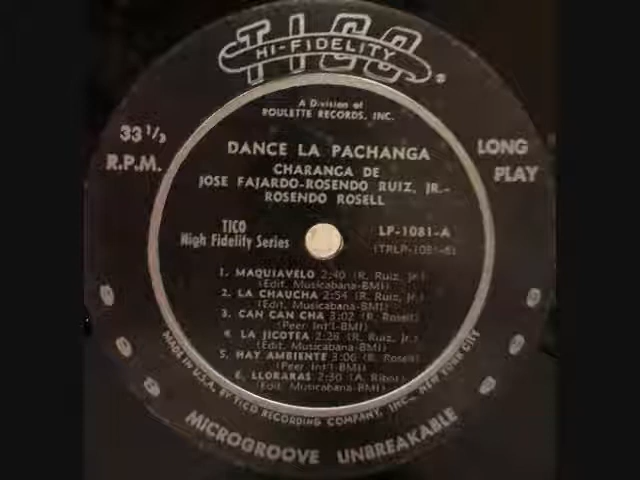 TICO
HI-FIDELITY
®
A Division of
ROULETTE RECORDS, INC.
33 1/3
R.P.M.
LONG
PLAY
DANCE LA PACHANGA
CHARANGA DE
JOSE FAJARDO-ROSENDO RUIZ, JR.-
ROSENDO ROSELL
TICO
High Fidelity Series
LP-1081-A
1. MAQUIAVELO 2:40 (R. Ruiz, Jr.)
(Edit. Musicabana-BMI)
2. LA CHAUCHA 2:54 (R. Ruiz, Jr.)
(Edit. Musicabana-BMI)
3. CAN CAN CHA 3:02 (R. Rosell)
(Peer Int'l-BMI)
4. LA JICOTEA 2:28 (R. Ruiz, Jr.)
(Edit. Musicabana-BMI)
5. HAY AMBIENTE 3:06 (R. Rosell)
(Peer Int'l-BMI)
6. LLORARAS 2:30 (A. Ribot)
(Edit. Musicabana-BMI)
MADE IN U.S.A. BY TICO RECORDING COMPANY, INC., NEW YORK CITY
MICROGROOVE UNBREAKABLE